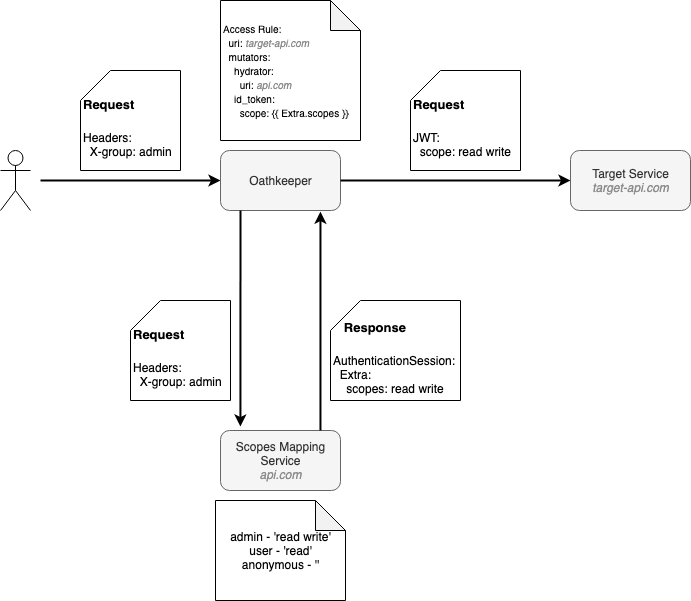 Access Rule:
uri: target-api.com
mutators:
hydrator:
uri: api.com
id_token:
scope: {{ Extra.scopes }}
Request
Headers:
X-group: admin
Request
JWT:
scope: read write
Oathkeeper
Target Service
target-api.com
Request
Headers:
X-group: admin
Response
AuthenticationSession:
Extra:
scopes: read write
Scopes Mapping
Service
api.com
admin - 'read write'
user - 'read'
anonymous - ''